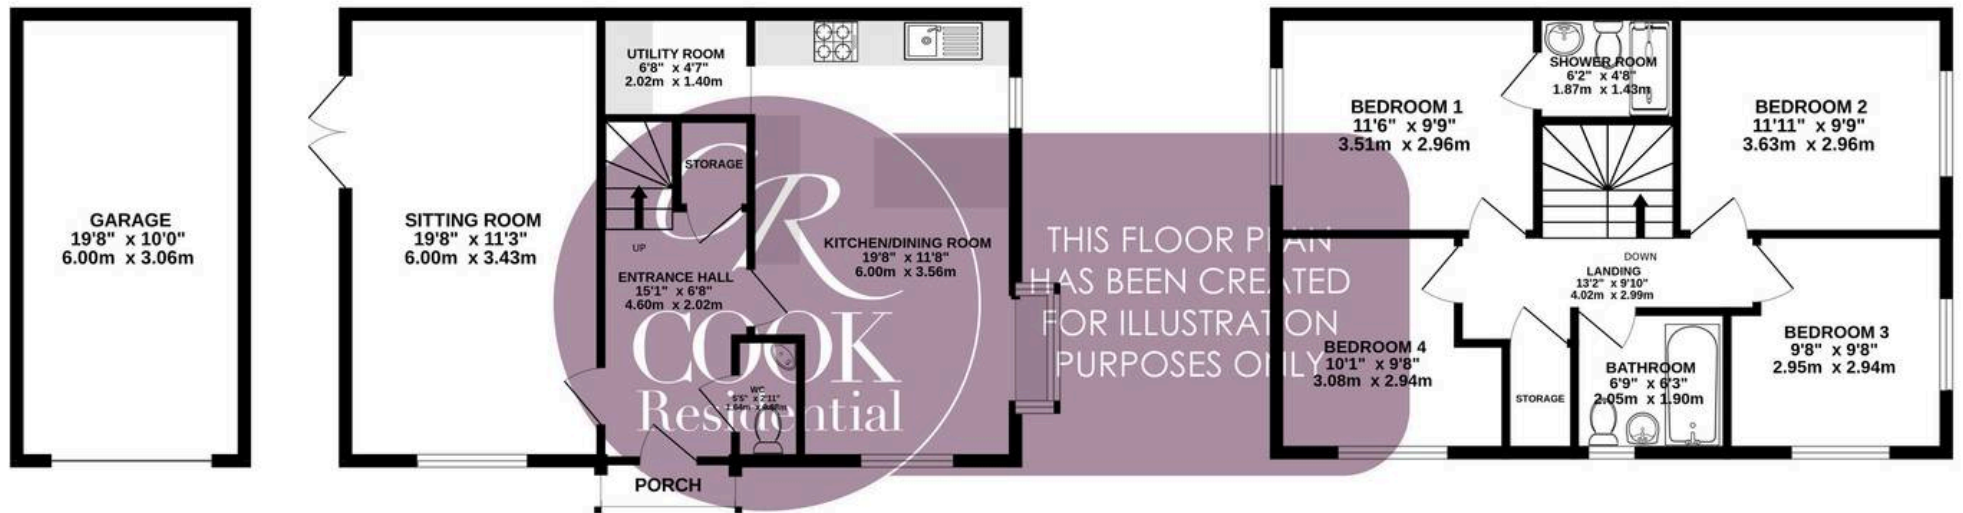 GARAGE
19'8" x 10'0"
6.00m x 3.06m
SITTING ROOM
19'8" x 11'3"
6.00m x 3.43m
UTILITY ROOM
6'8" x 4'7"
2.02m x 1.40m
STORAGE
UP
ENTRANCE HALL
15'1" x 6'8"
4.60m x 2.02m
KITCHEN/DINING ROOM
19'8" x 11'8"
6.00m x 3.56m
WC
5'5" x 2'11"
PORCH
CR
COOK
Residential
THIS FLOOR PLAN
HAS BEEN CREATED
FOR ILLUSTRATION
PURPOSES ONLY
BEDROOM 1
11'6" x 9'9"
3.51m x 2.96m
SHOWER ROOM
6'2" x 4'8"
1.87m x 1.43m
BEDROOM 2
11'11" x 9'9"
3.63m x 2.96m
DOWN
LANDING
13'2" x 9'10"
4.02m x 2.99m
BEDROOM 4
10'1" x 9'8"
3.08m x 2.94m
STORAGE
BATHROOM
6'9" x 6'3"
2.05m x 1.90m
BEDROOM 3
9'8" x 9'8"
2.95m x 2.94m